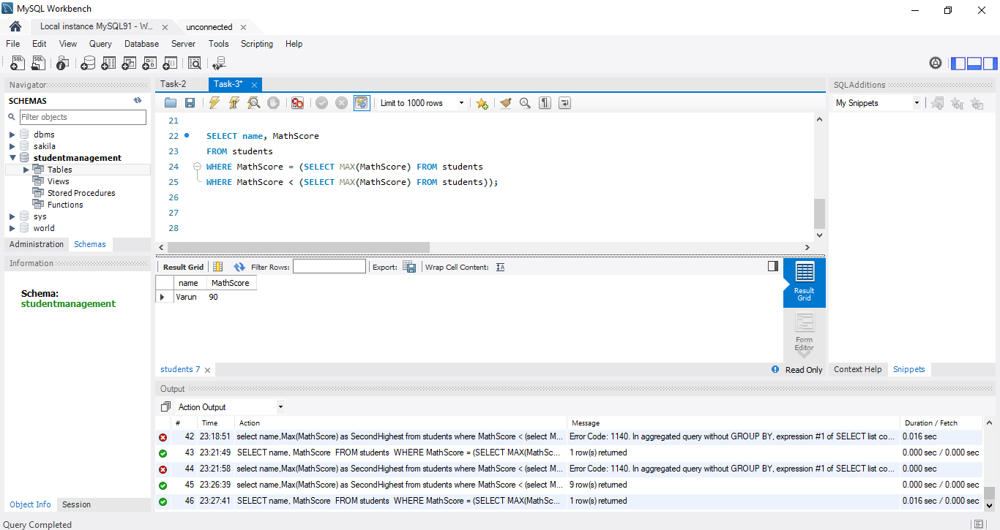 MySQL Workbench
Local instance MySQL91 - W... unconnected
File Edit View Query Database Server Tools Scripting Help
Navigator
SCHEMAS
Filter objects
dbms
sakila
studentmanagement
Tables
Views
Stored Procedures
Functions
sys
world
Administration Schemas
Information
Schema:
studentmanagement
Object Info Session
Task-2 Task-3*
Limit to 1000 rows
21
22 SELECT name, MathScore
23 FROM students
24 WHERE MathScore = (SELECT MAX(MathScore) FROM students
25 WHERE MathScore < (SELECT MAX(MathScore) FROM students));
26
27
28
Result Grid Filter Rows: Export: Wrap Cell Content:
name MathScore
Varun 90
Result
Grid
Form
Editor
students 7 Read Only
SQLAdditions
My Snippets
Context Help Snippets
Output
Action Output
# Time Action Message Duration / Fetch
42 23:18:51 select name,Max(MathScore) as SecondHighest from students where MathScore < (select M... Error Code: 1140. In aggregated query without GROUP BY, expression #1 of SELECT list co... 0.016 sec
43 23:21:49 SELECT name, MathScore FROM students WHERE MathScore = (SELECT MAX(MathSc... 1 row(s) returned 0.000 sec / 0.000 sec
44 23:21:58 select name,Max(MathScore) as SecondHighest from students where MathScore < (select M... Error Code: 1140. In aggregated query without GROUP BY, expression #1 of SELECT list co... 0.000 sec
45 23:26:39 select name,Max(MathScore) as SecondHighest from students where MathScore < (select M... 9 row(s) returned 0.000 sec / 0.000 sec
46 23:27:41 SELECT name, MathScore FROM students WHERE MathScore = (SELECT MAX(MathSc... 1 row(s) returned 0.016 sec / 0.000 sec
Query Completed